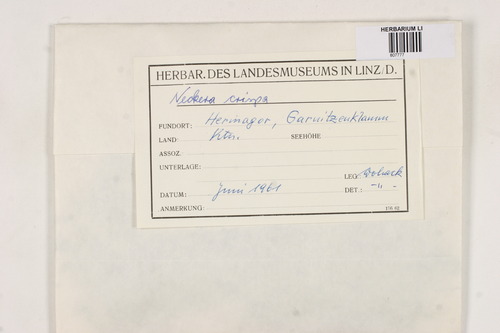 HERBARIUM LI
607777
HERBAR. DES LANDESMUSEUMS IN LINZ/D.
Neckera crispa
FUNDORT: Hermagor, Garnitzenklamm
LAND: Ktn. SEEHÖHE
ASSOZ.
UNTERLAGE:
LEG:
DATUM: Juni 1961 DET.: -"-
ANMERKUNG: